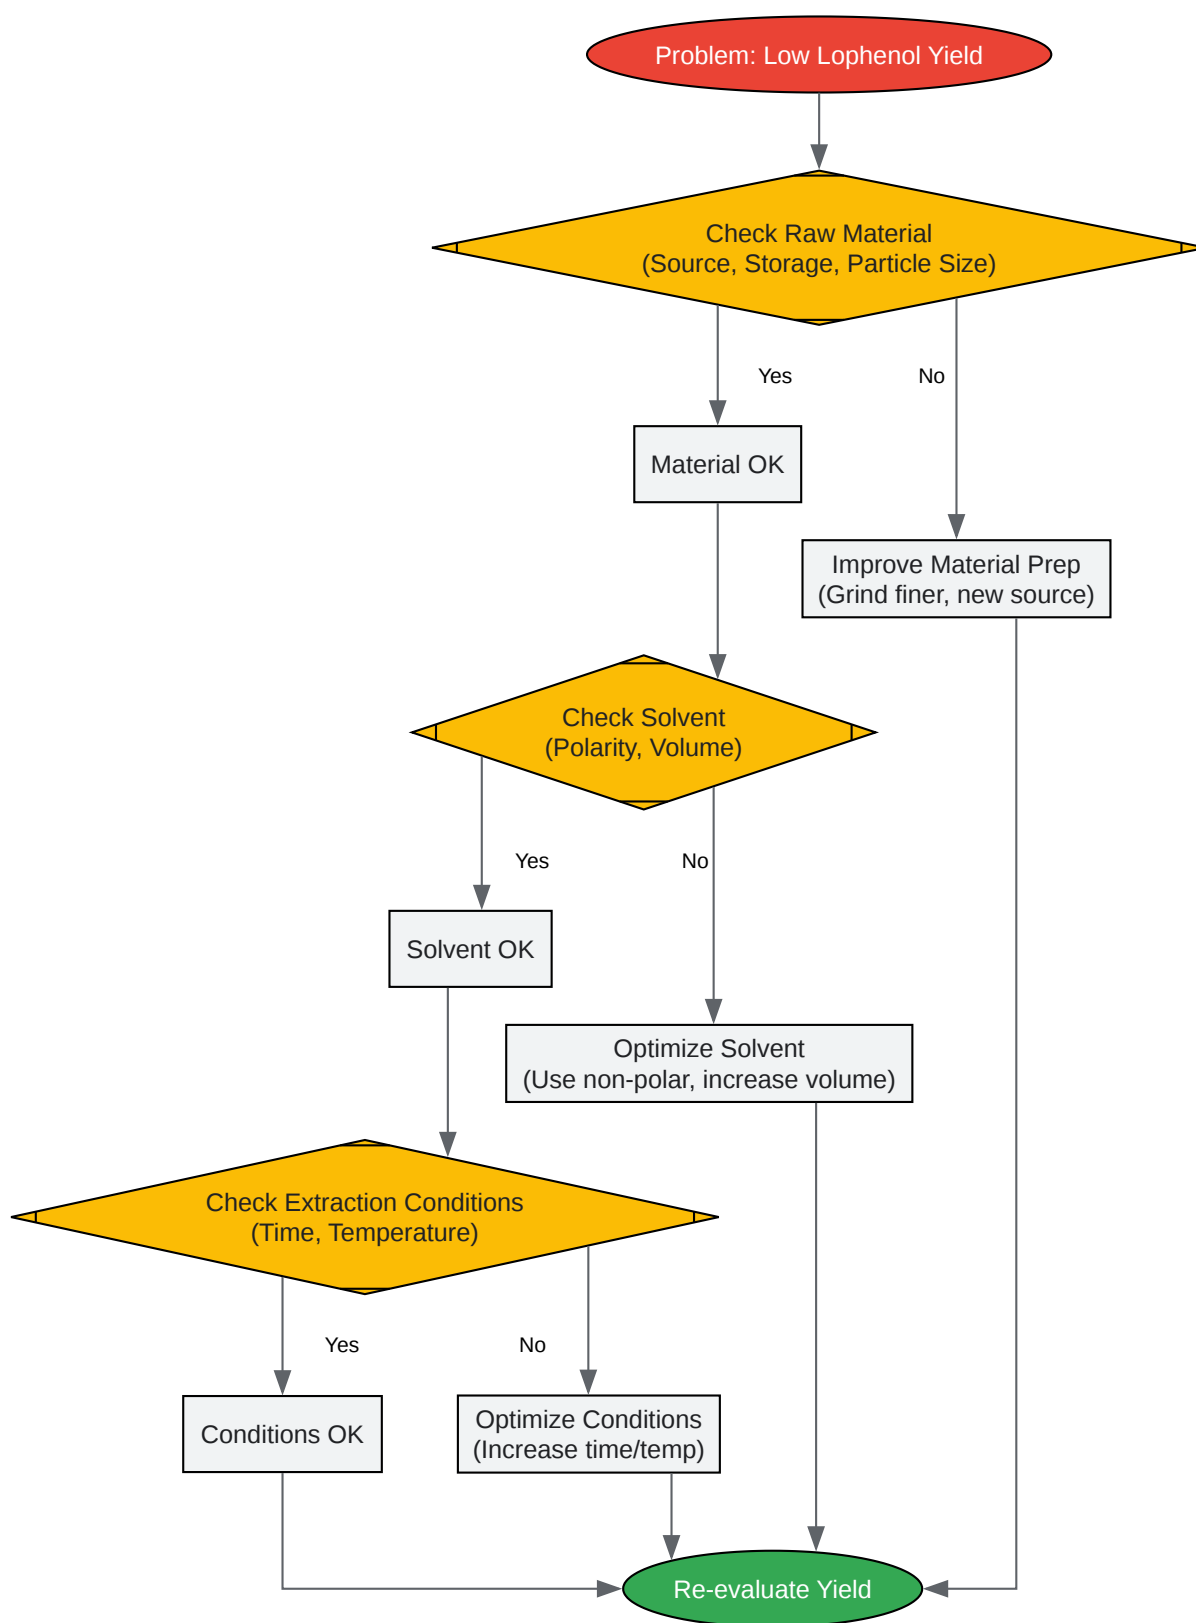 Problem: Low Lophenol Yield
Check Raw Material
(Source, Storage, Particle Size)
Yes
No
Material OK
Improve Material Prep
(Grind finer, new source)
Check Solvent
(Polarity, Volume)
Yes
No
Solvent OK
Optimize Solvent
(Use non-polar, increase volume)
Check Extraction Conditions
(Time, Temperature)
Yes
No
Conditions OK
Optimize Conditions
(Increase time/temp)
Re-evaluate Yield